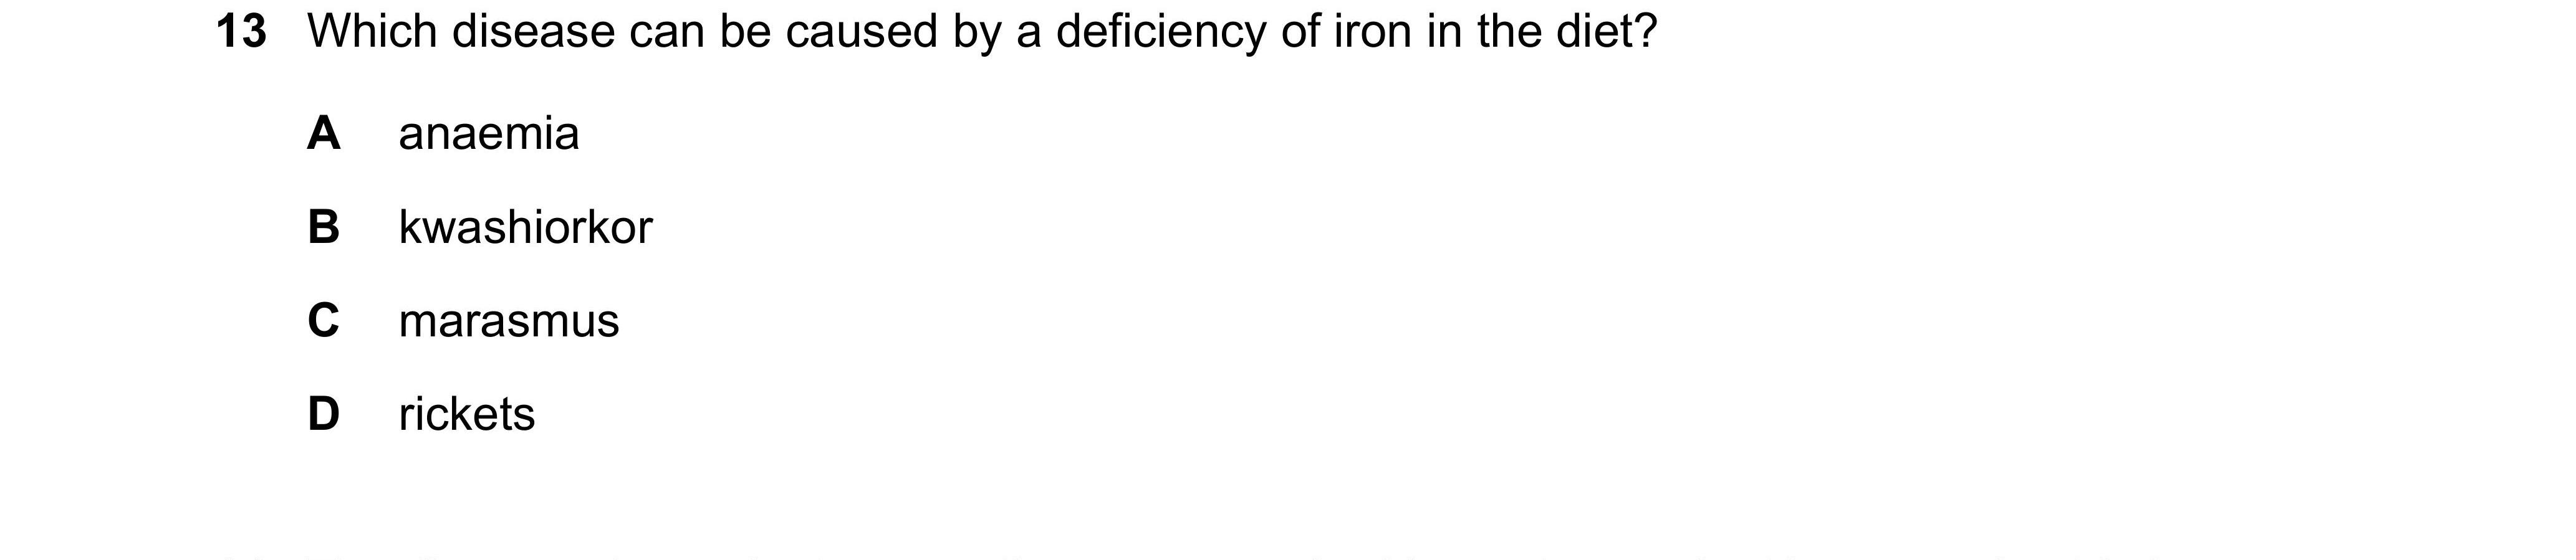 13 Which disease can be caused by a deficiency of iron in the diet?
A anaemia
B kwashiorkor
C marasmus
D rickets